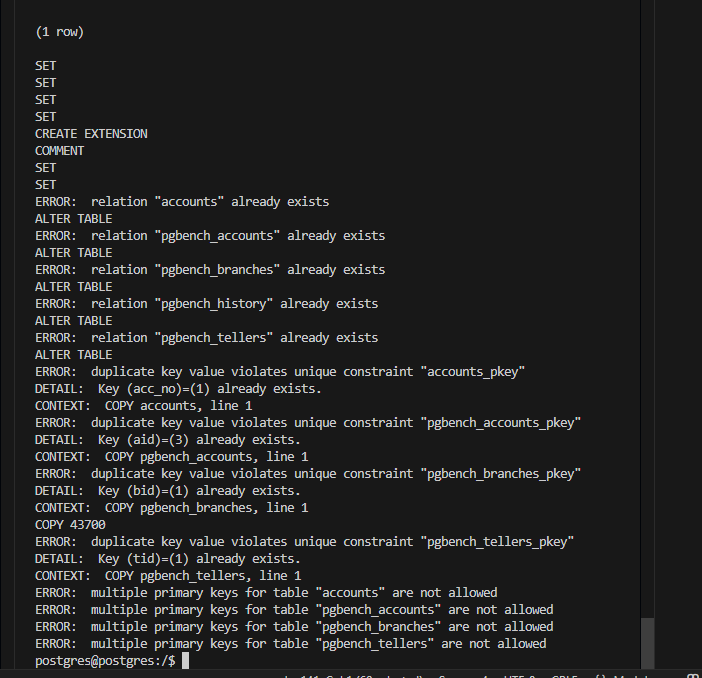 (1 row)
SET
SET
SET
SET
CREATE EXTENSION
COMMENT
SET
SET
ERROR:  relation "accounts" already exists
ALTER TABLE
ERROR:  relation "pgbench_accounts" already exists
ALTER TABLE
ERROR:  relation "pgbench_branches" already exists
ALTER TABLE
ERROR:  relation "pgbench_history" already exists
ALTER TABLE
ERROR:  relation "pgbench_tellers" already exists
ALTER TABLE
ERROR:  duplicate key value violates unique constraint "accounts_pkey"
DETAIL:  Key (acc_no)=(1) already exists.
CONTEXT:  COPY accounts, line 1
ERROR:  duplicate key value violates unique constraint "pgbench_accounts_pkey"
DETAIL:  Key (aid)=(3) already exists.
CONTEXT:  COPY pgbench_accounts, line 1
ERROR:  duplicate key value violates unique constraint "pgbench_branches_pkey"
DETAIL:  Key (bid)=(1) already exists.
CONTEXT:  COPY pgbench_branches, line 1
COPY 43700
ERROR:  duplicate key value violates unique constraint "pgbench_tellers_pkey"
DETAIL:  Key (tid)=(1) already exists.
CONTEXT:  COPY pgbench_tellers, line 1
ERROR:  multiple primary keys for table "accounts" are not allowed
ERROR:  multiple primary keys for table "pgbench_accounts" are not allowed
ERROR:  multiple primary keys for table "pgbench_branches" are not allowed
ERROR:  multiple primary keys for table "pgbench_tellers" are not allowed
postgres@postgres:/$